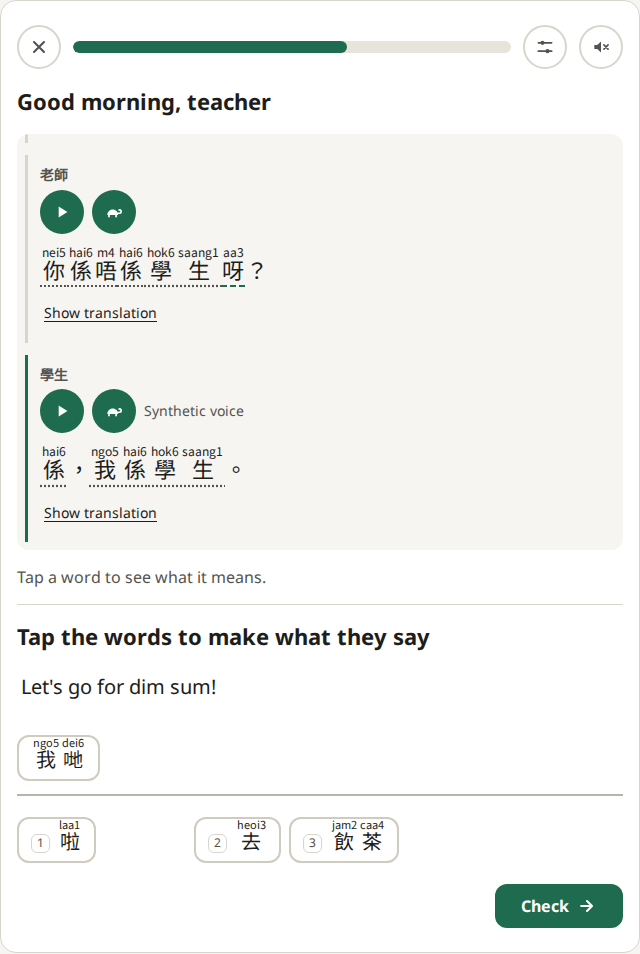 Good morning, teacher
老師
nei5 hai6 m4 hai6 hok6 saang1 aa3
你係唔係學生呀？
Show translation
學生
Synthetic voice
hai6 ngo5 hai6 hok6 saang1
係，我係學生。
Show translation
Tap a word to see what it means.
Tap the words to make what they say
Let's go for dim sum!
ngo5 dei6
我哋
laa1 heoi3 jam2 caa4
1 啦 2 去 3 飲茶
Check